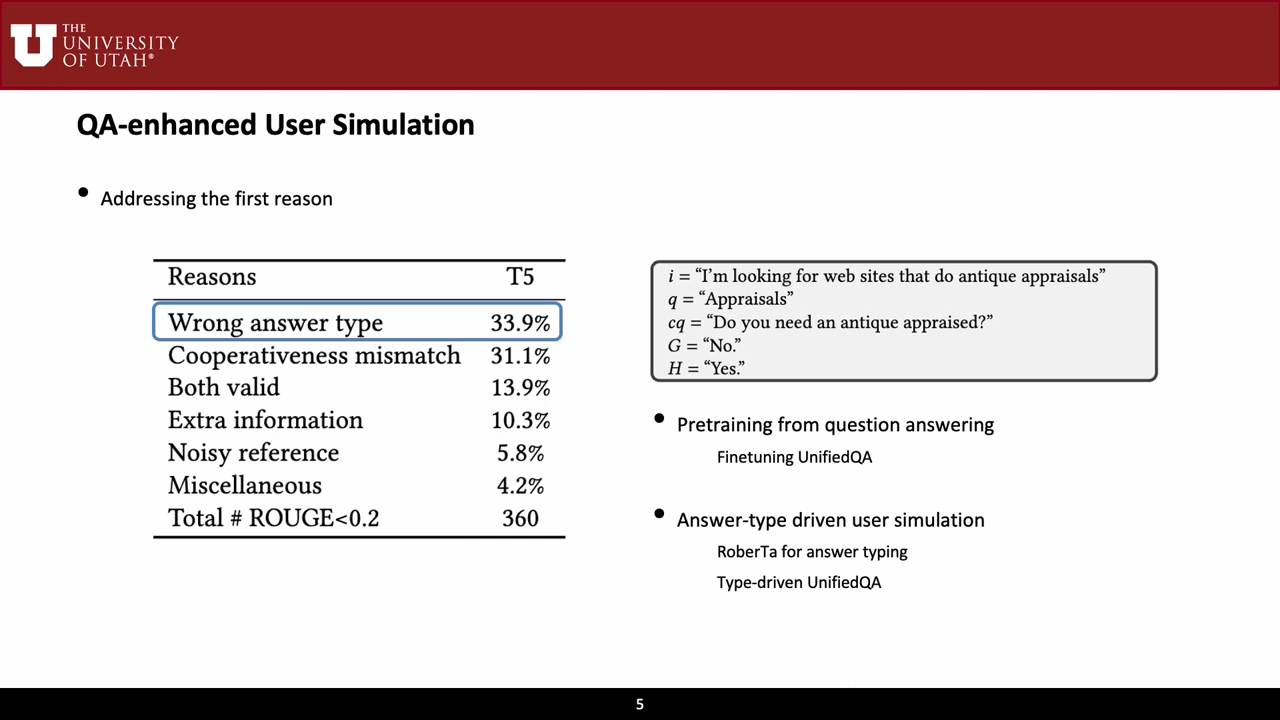 THE
UNIVERSITY
OF UTAH®
QA-enhanced User Simulation
• Addressing the first reason
Reasons T5
Wrong answer type 33.9%
Cooperativeness mismatch 31.1%
Both valid 13.9%
Extra information 10.3%
Noisy reference 5.8%
Miscellaneous 4.2%
Total # ROUGE<0.2 360
i = “I’m looking for web sites that do antique appraisals”
q = “Appraisals”
cq = “Do you need an antique appraised?”
G = “No.”
H = “Yes.”
• Pretraining from question answering
Finetuning UnifiedQA
• Answer-type driven user simulation
RoberTa for answer typing
Type-driven UnifiedQA
5